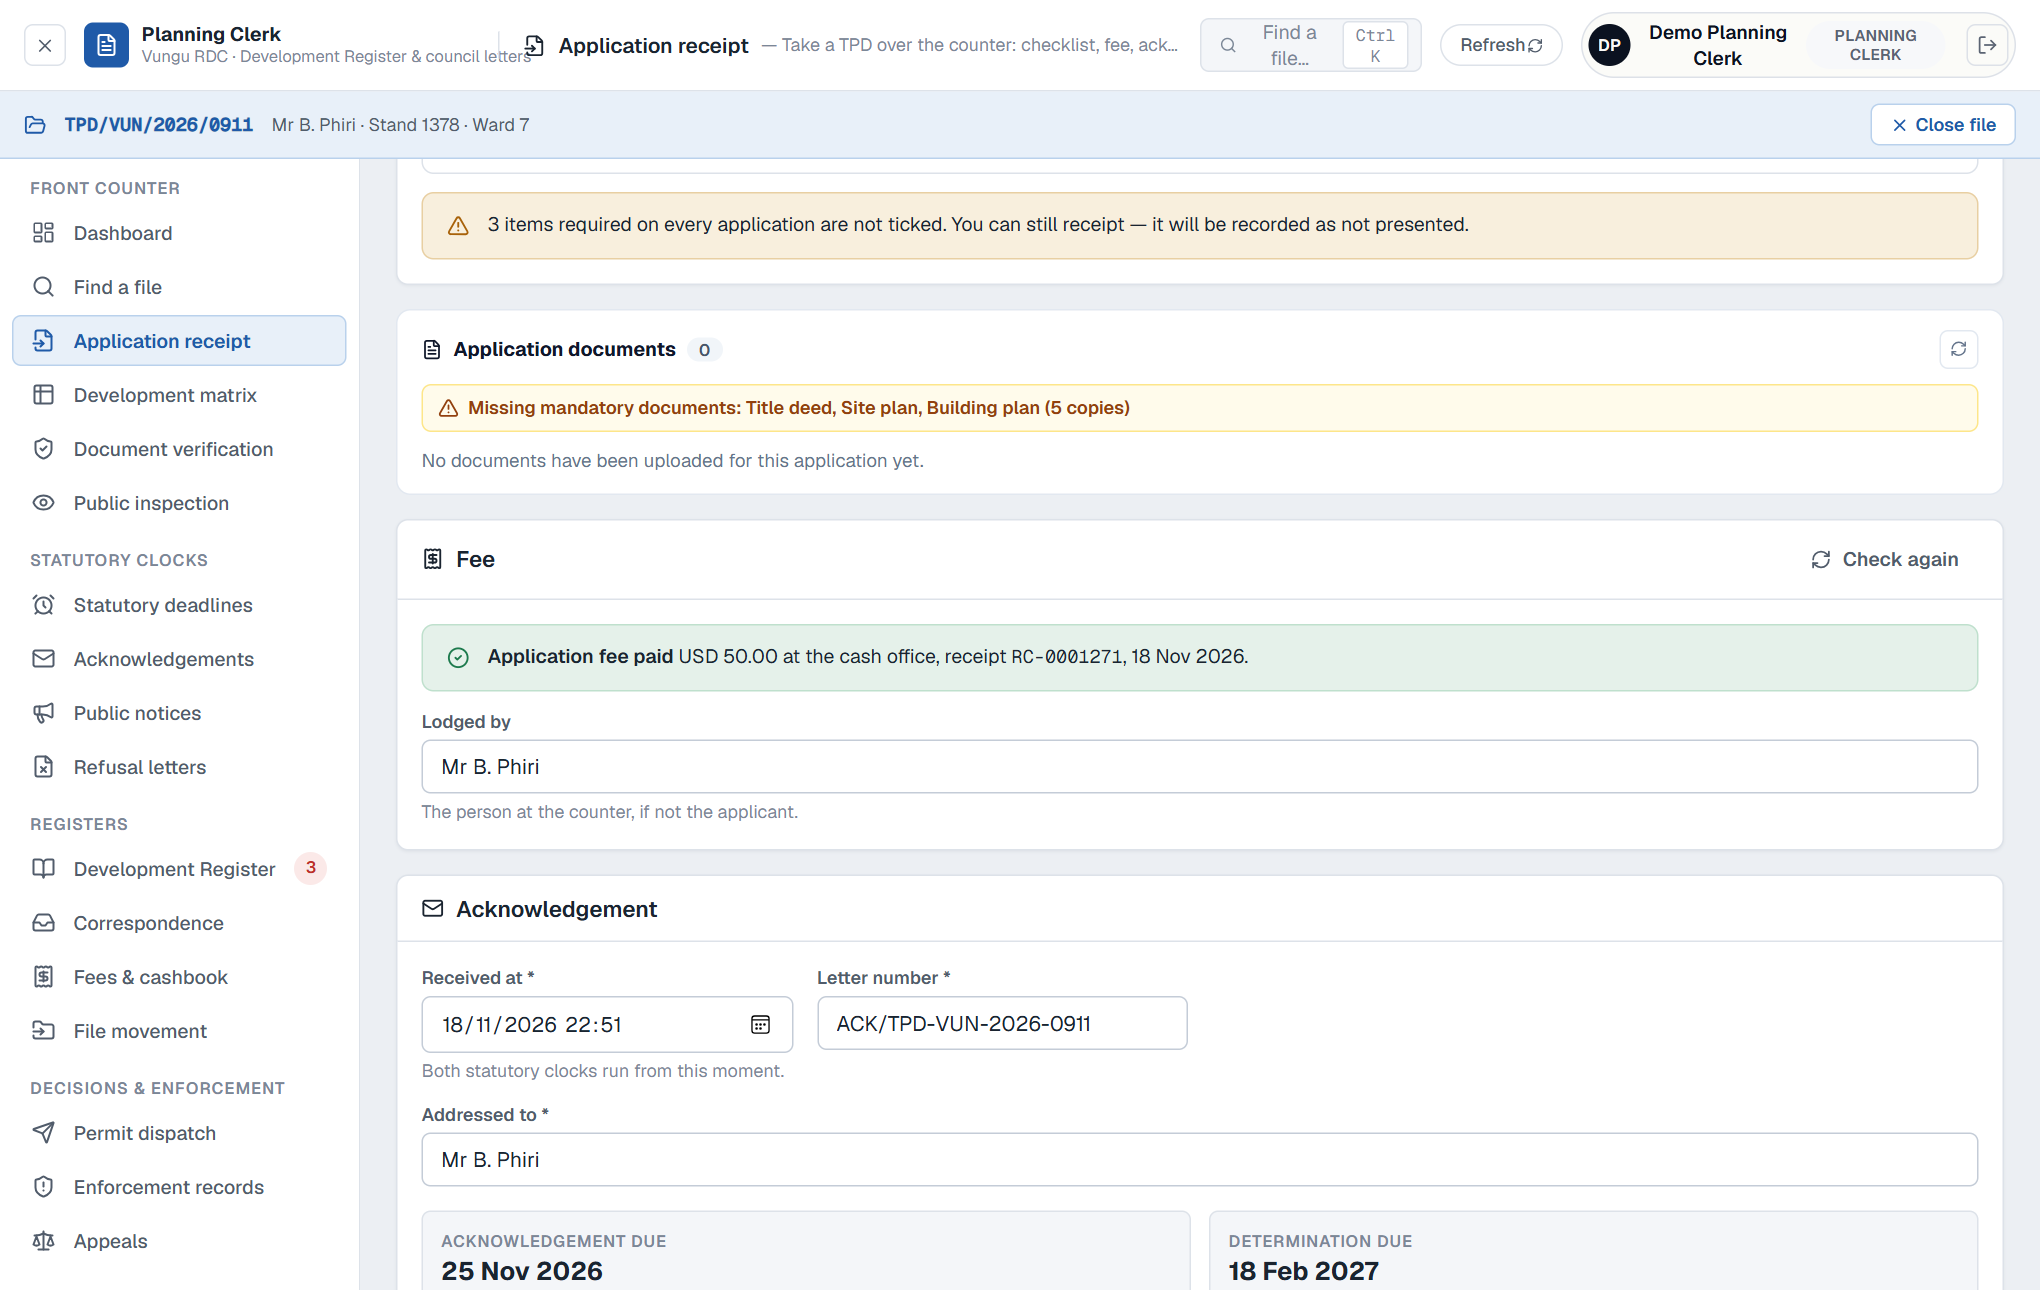 Planning Clerk
Vungu RDC · Development Register & council letters
Application receipt — Take a TPD over the counter: checklist, fee, ack...
Find a file...
Ctrl K
Refresh
DP
Demo Planning Clerk
PLANNING CLERK
TPD/VUN/2026/0911 Mr B. Phiri · Stand 1378 · Ward 7
Close file
FRONT COUNTER
Dashboard
Find a file
Application receipt
Development matrix
Document verification
Public inspection
STATUTORY CLOCKS
Statutory deadlines
Acknowledgements
Public notices
Refusal letters
REGISTERS
Development Register 3
Correspondence
Fees & cashbook
File movement
DECISIONS & ENFORCEMENT
Permit dispatch
Enforcement records
Appeals
3 items required on every application are not ticked. You can still receipt — it will be recorded as not presented.
Application documents 0
Missing mandatory documents: Title deed, Site plan, Building plan (5 copies)
No documents have been uploaded for this application yet.
Fee
Check again
Application fee paid USD 50.00 at the cash office, receipt RC-0001271, 18 Nov 2026.
Lodged by
Mr B. Phiri
The person at the counter, if not the applicant.
Acknowledgement
Received at *
18/11/2026 22:51
Both statutory clocks run from this moment.
Letter number *
ACK/TPD-VUN-2026-0911
Addressed to *
Mr B. Phiri
ACKNOWLEDGEMENT DUE
25 Nov 2026
DETERMINATION DUE
18 Feb 2027